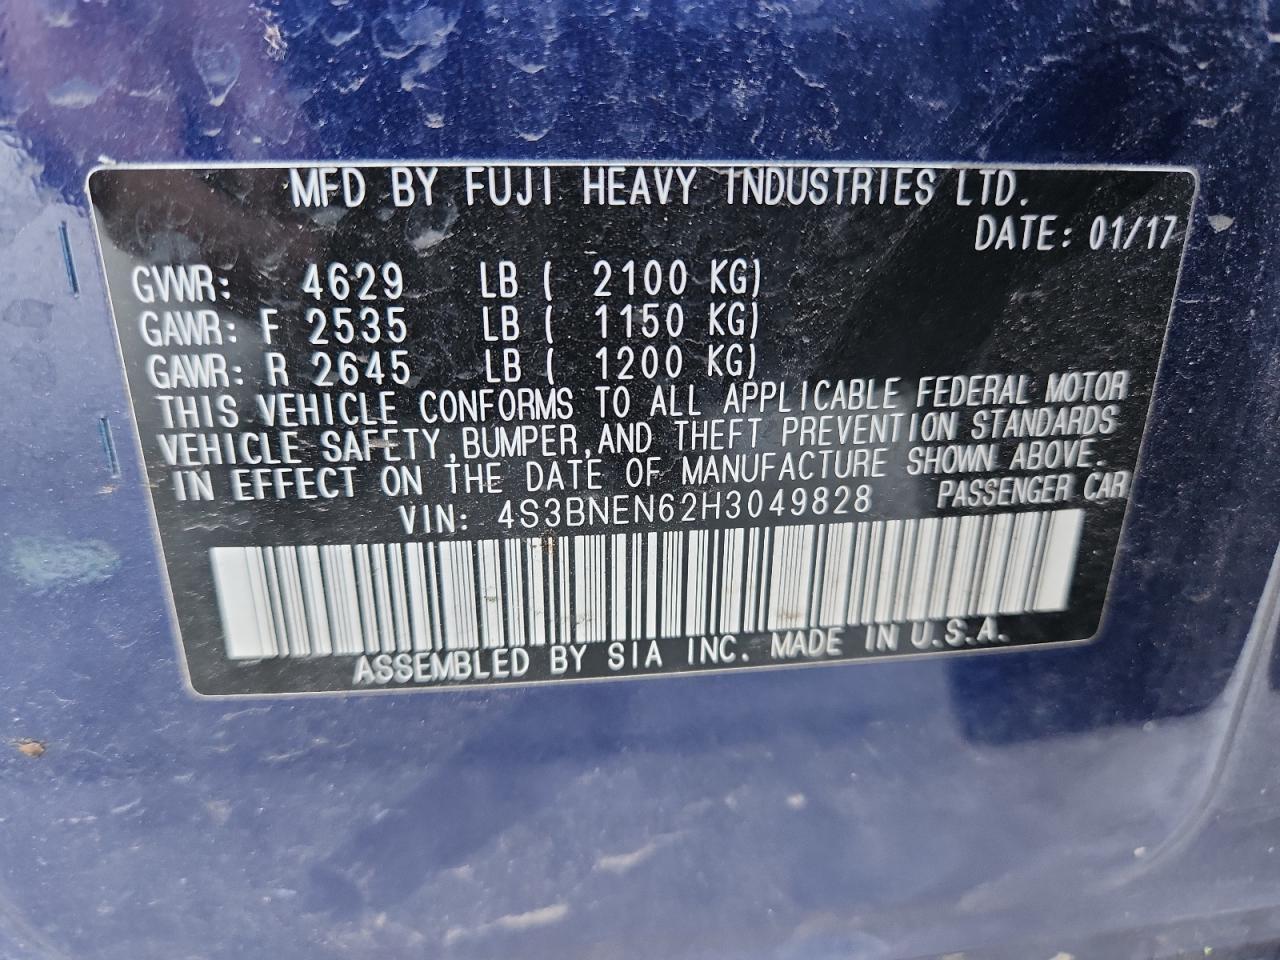 MFD BY FUJI HEAVY INDUSTRIES LTD.
DATE: 01/17
GVWR: 4629 LB ( 2100 KG)
GAWR: F 2535 LB ( 1150 KG)
GAWR: R 2645 LB ( 1200 KG)
THIS VEHICLE CONFORMS TO ALL APPLICABLE FEDERAL MOTOR
VEHICLE SAFETY,BUMPER,AND THEFT PREVENTION STANDARDS
IN EFFECT ON THE DATE OF MANUFACTURE SHOWN ABOVE.
VIN: 4S3BNEN62H3049828 PASSENGER CAR
ASSEMBLED BY SIA INC. MADE IN U.S.A.